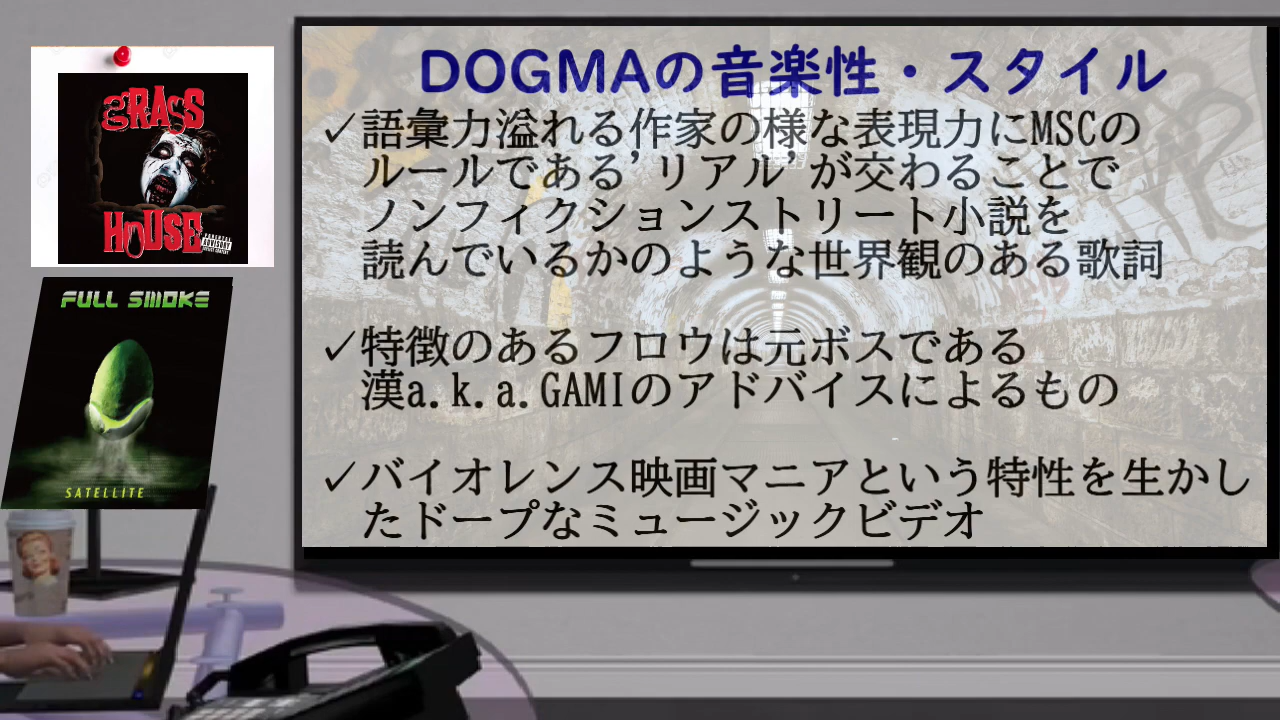 DOGMAの音楽性・スタイル
✓語彙力溢れる作家の様な表現力にMSCの
ルールである'リアル'が交わることで
ノンフィクションストリート小説を
読んでいるかのような世界観のある歌詞
✓特徴のあるフロウは元ボスである
漢a.k.a.GAMIのアドバイスによるもの
✓バイオレンス映画マニアという特性を生かし
たドープなミュージックビデオ
GRASS
HOUSE
PARENTAL
ADVISORY
FULL SMOKE
SATELLITE